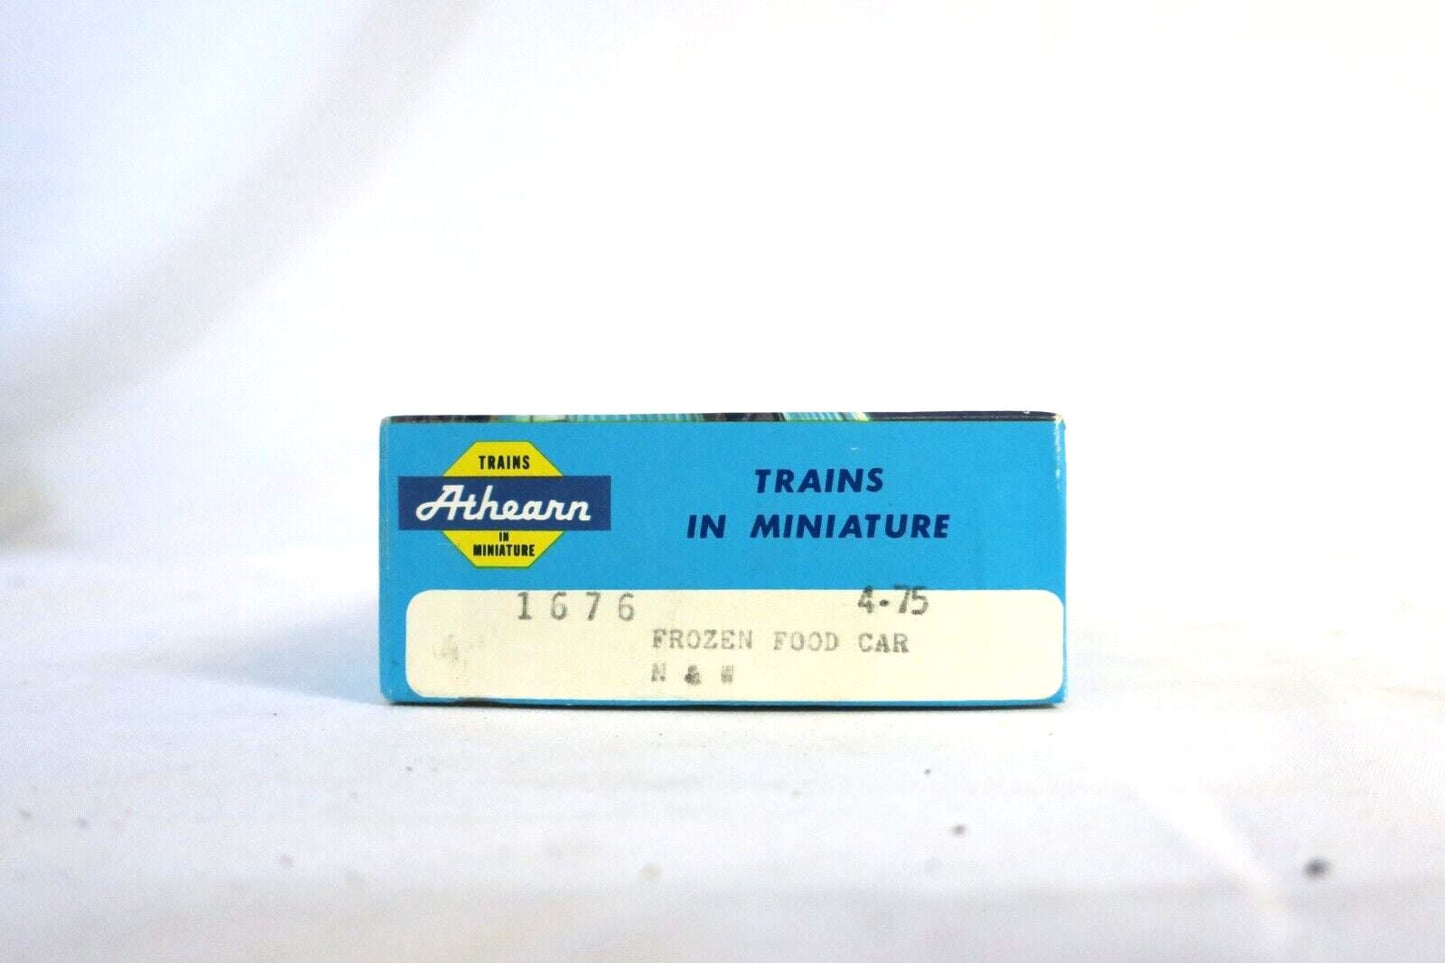 TRAINS
Athearn
IN
MINIATURE
TRAINS
IN MINIATURE
1676 4-75
FROZEN FOOD CAR
N & W